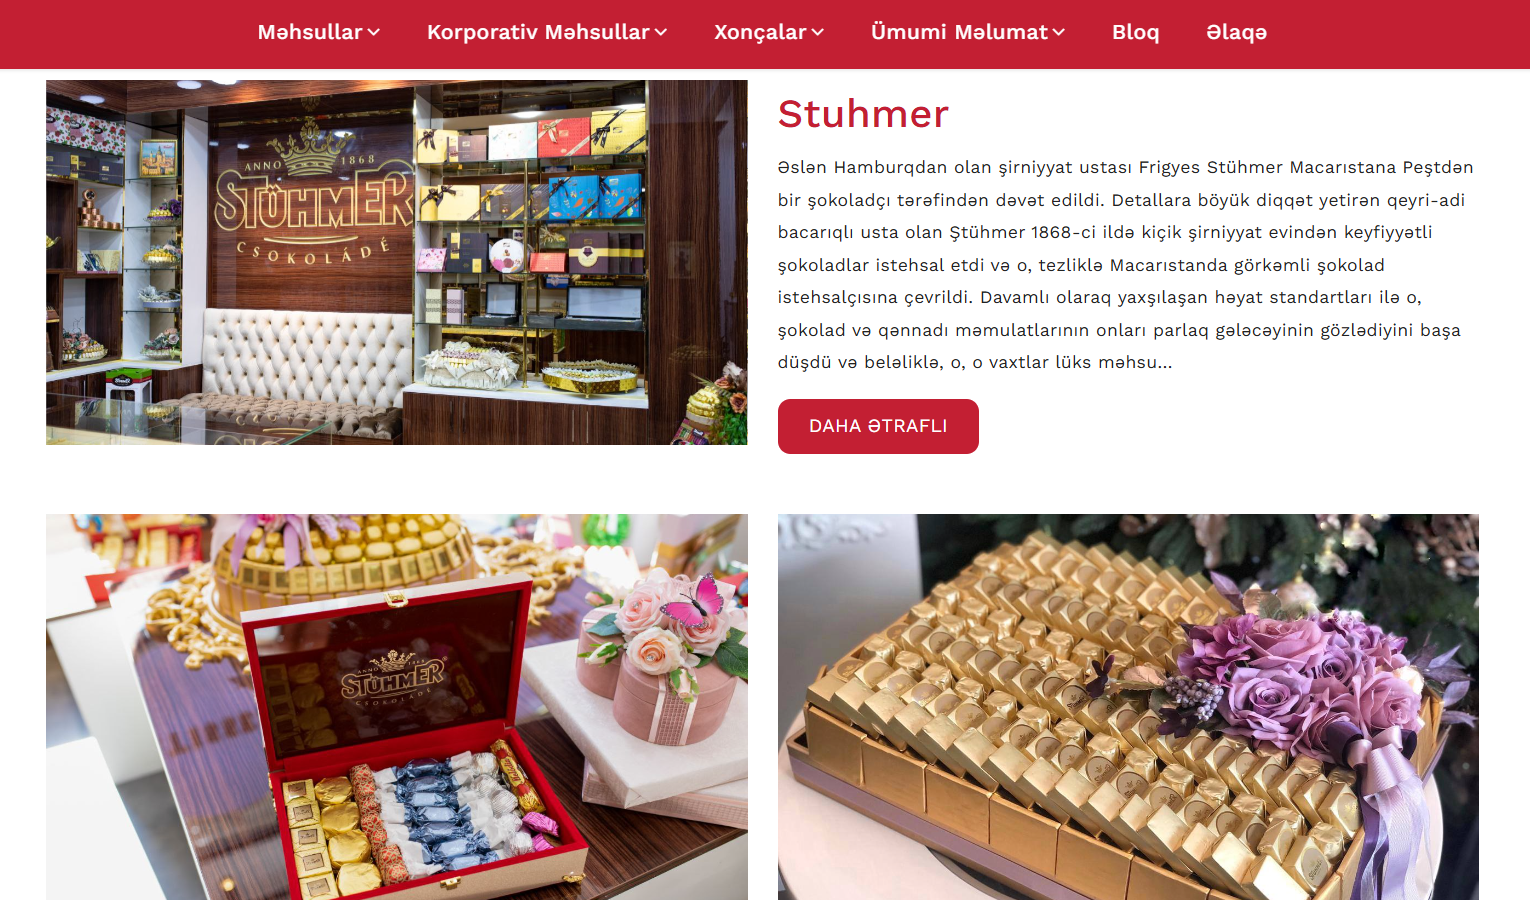 Məhsullar
Korporativ Məhsullar
Xonçalar
Ümumi Məlumat
Bloq
Əlaqə
ANNO 1868
STÜHMER
CSOKOLÁDÉ
Stuhmer
Əslən Hamburqdan olan şirniyyat ustası Frigyes Stühmer Macarıstana Peştdən
bir şokoladçı tərəfindən dəvət edildi. Detallara böyük diqqət yetirən qeyri-adi
bacarıqlı usta olan Ştühmer 1868-ci ildə kiçik şirniyyat evindən keyfiyyətli
şokoladlar istehsal etdi və o, tezliklə Macarıstanda görkəmli şokolad
istehsalçısına çevrildi. Davamlı olaraq yaxşılaşan həyat standartları ilə o,
şokolad və qənnadı məmulatlarının onları parlaq gələcəyinin gözlədiyini başa
düşdü və beləliklə, o, o vaxtlar lüks məhsu...
DAHA ƏTRAFLI
ANNO 1868
STÜHMER
CSOKOLÁDÉ